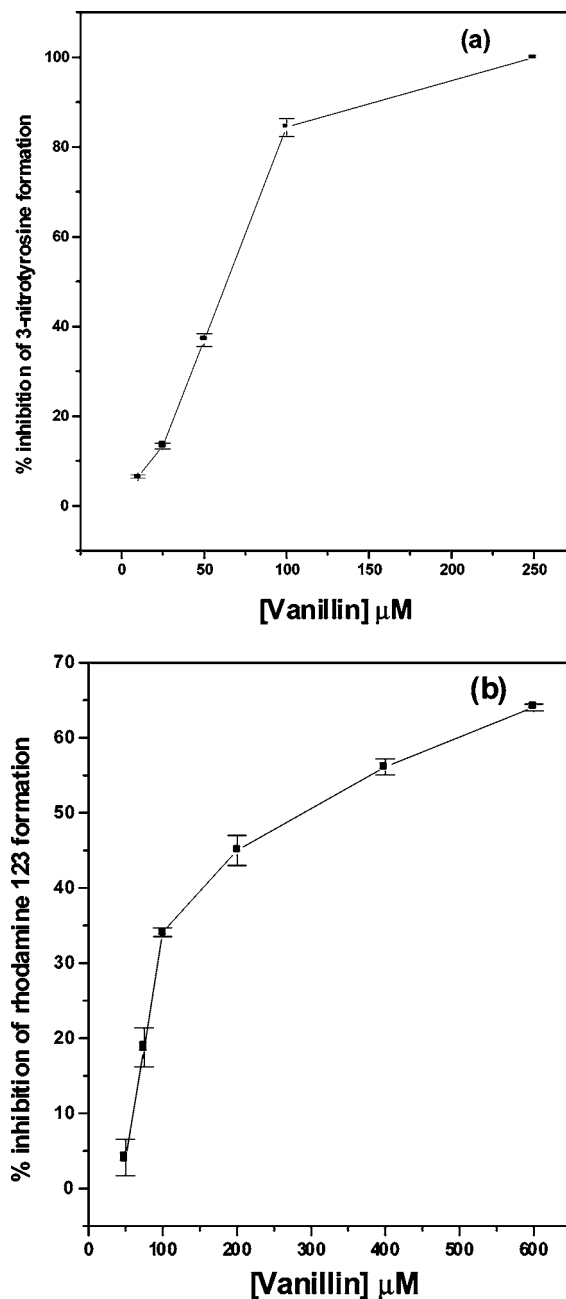 (a)
% inhibition of 3-nitrotyrosine formation
100
80
60
40
20
0
0 50 100 150 200 250
[Vanillin] μM
(b)
% inhibition of rhodamine 123 formation
70
60
50
40
30
20
10
0
0 100 200 300 400 500 600
[Vanillin] μM